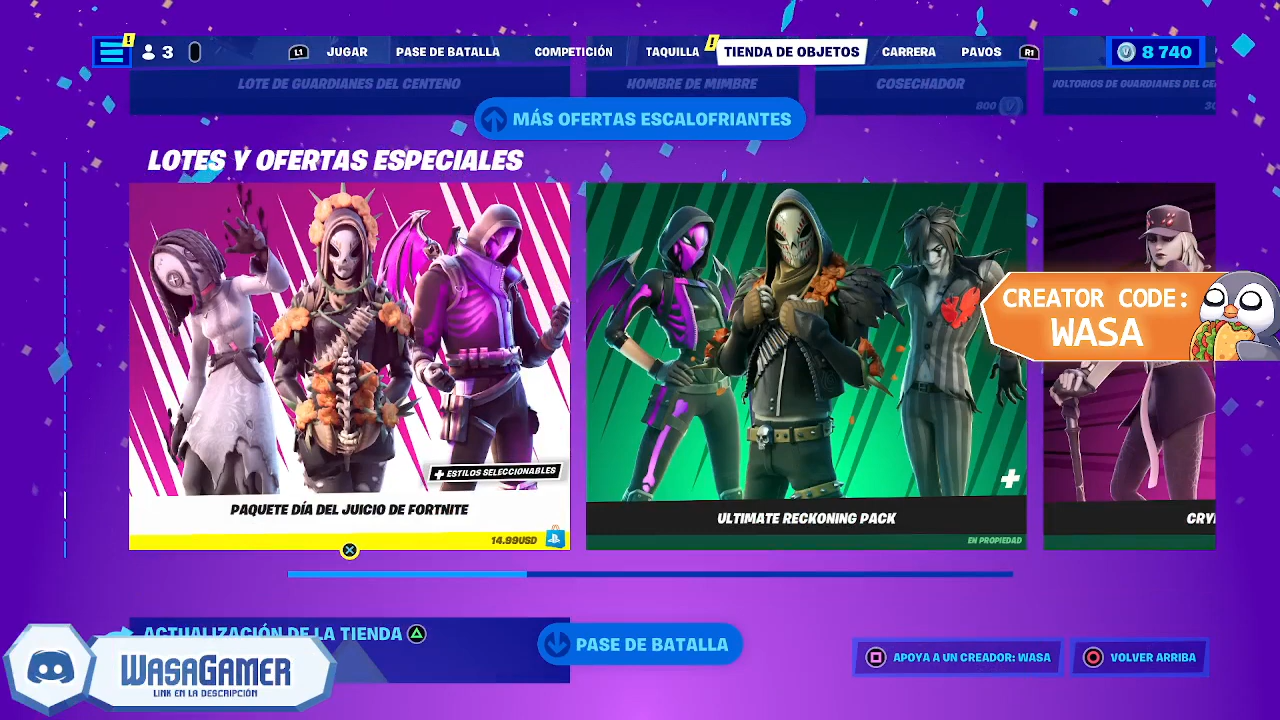 3
L1
JUGAR
PASE DE BATALLA
COMPETICIÓN
TAQUILLA
TIENDA DE OBJETOS
CARRERA
PAVOS
R1
8 740
LOTE DE GUARDIANES DEL CENTENO
HOMBRE DE MIMBRE
COSECHADOR
800
MÁS OFERTAS ESCALOFRIANTES
LOTES Y OFERTAS ESPECIALES
CREATOR CODE:
WASA
+ ESTILOS SELECCIONABLES
PAQUETE DÍA DEL JUICIO DE FORTNITE
14.99USD
ULTIMATE RECKONING PACK
EN PROPIEDAD
ACTUALIZACIÓN DE LA TIENDA
PASE DE BATALLA
APOYA A UN CREADOR: WASA
VOLVER ARRIBA
WASAGAMER
LINK EN LA DESCRIPCIÓN